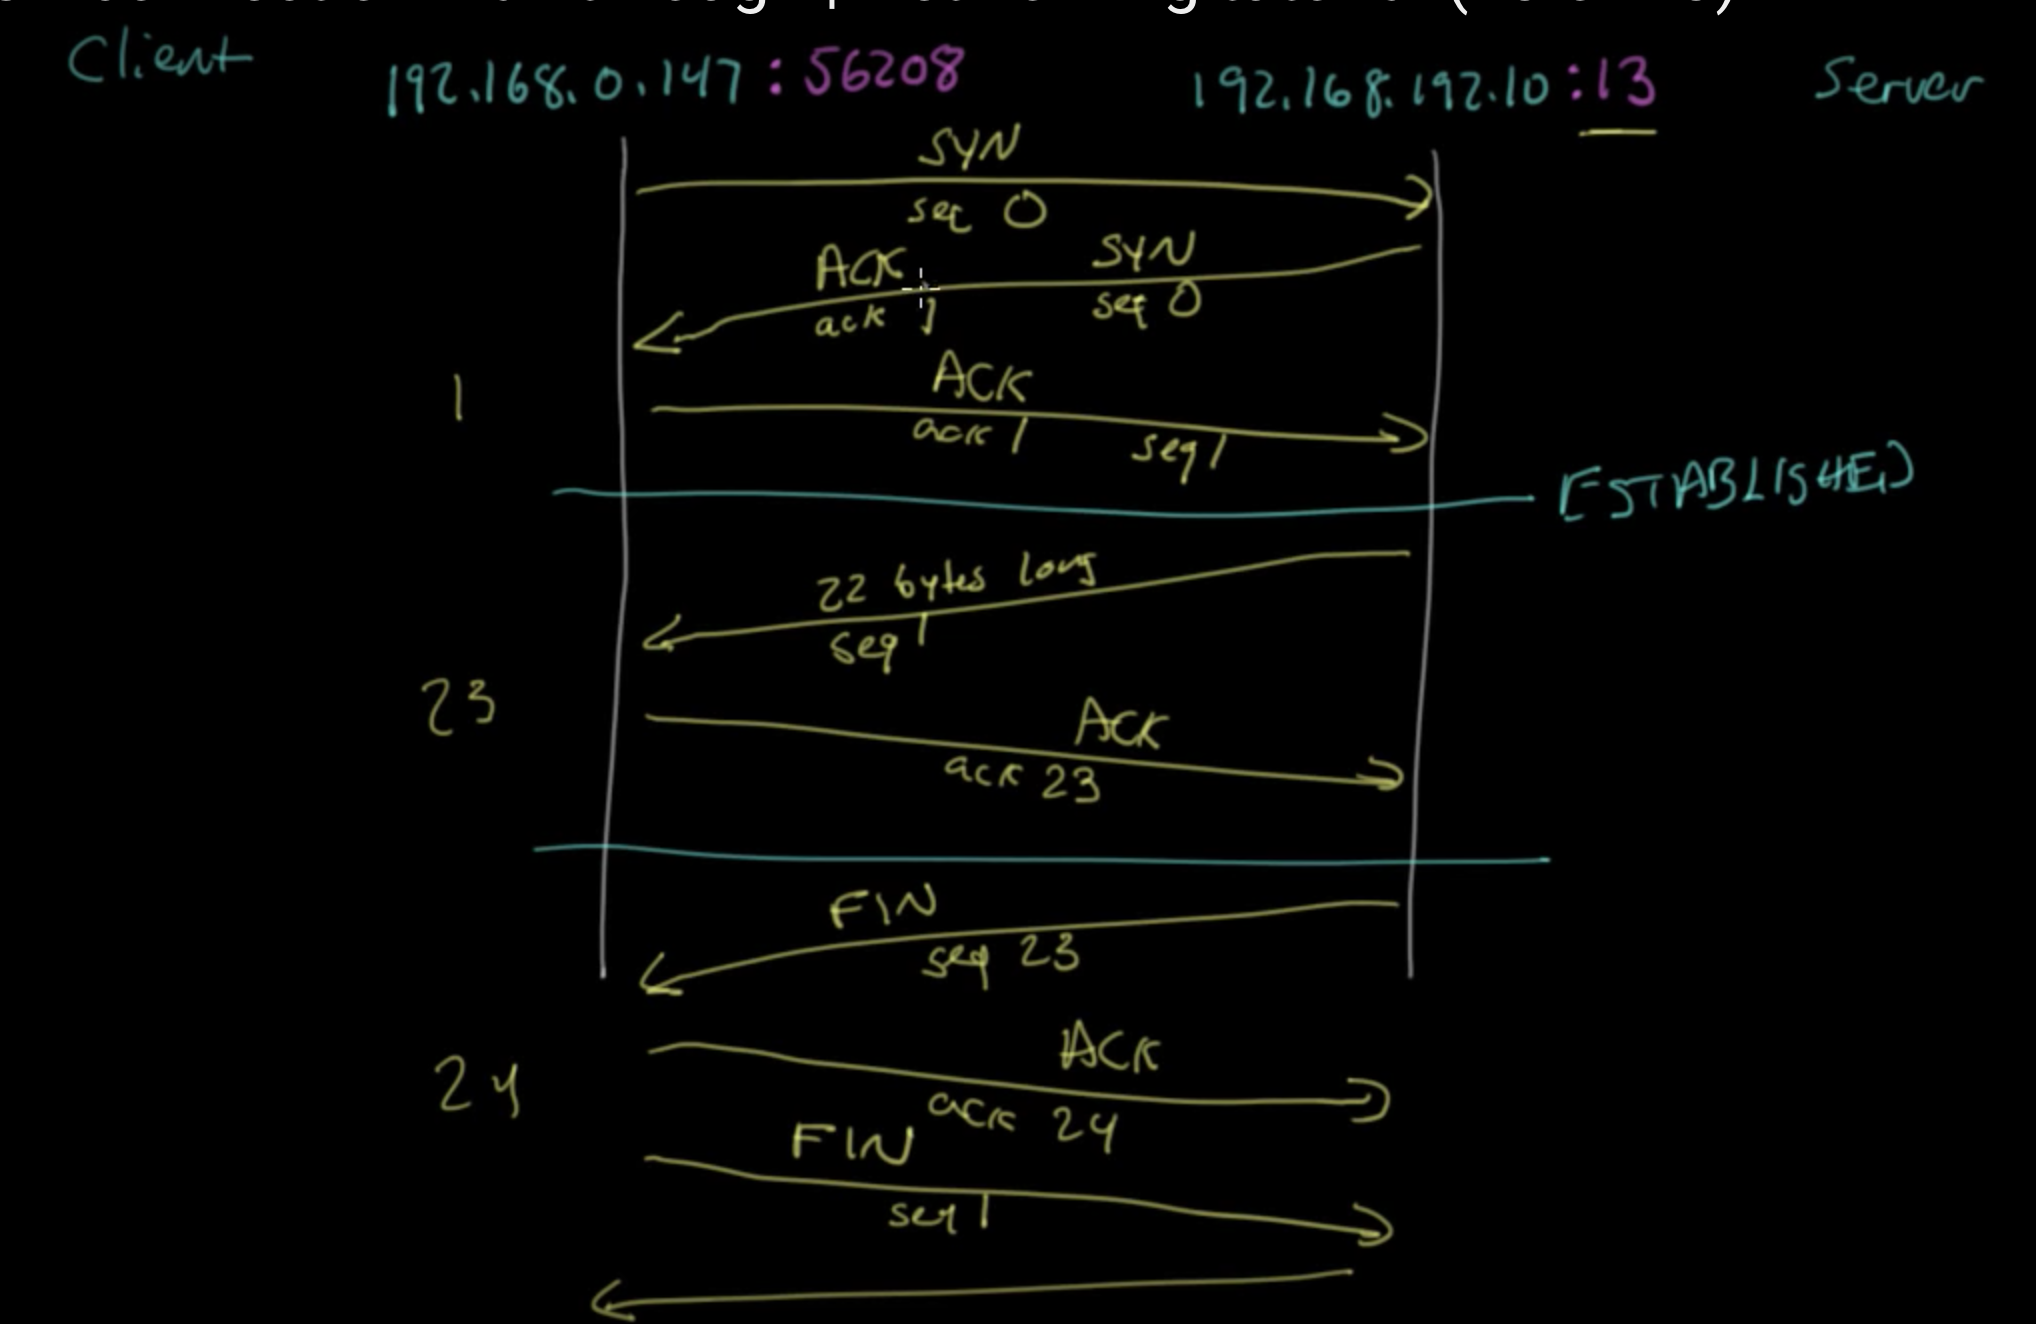 Client 192.168.0.147:56208 192.168.192.10:13 Server
SYN
seq 0
ACK SYN
ack 1 seq 0
ACK
1
ack 1 seq 1
ESTABLISHED
22 bytes long
seq 1
23
ACK
ack 23
FIN
seq 23
ACK
24
ack 24
FIN
seq 1